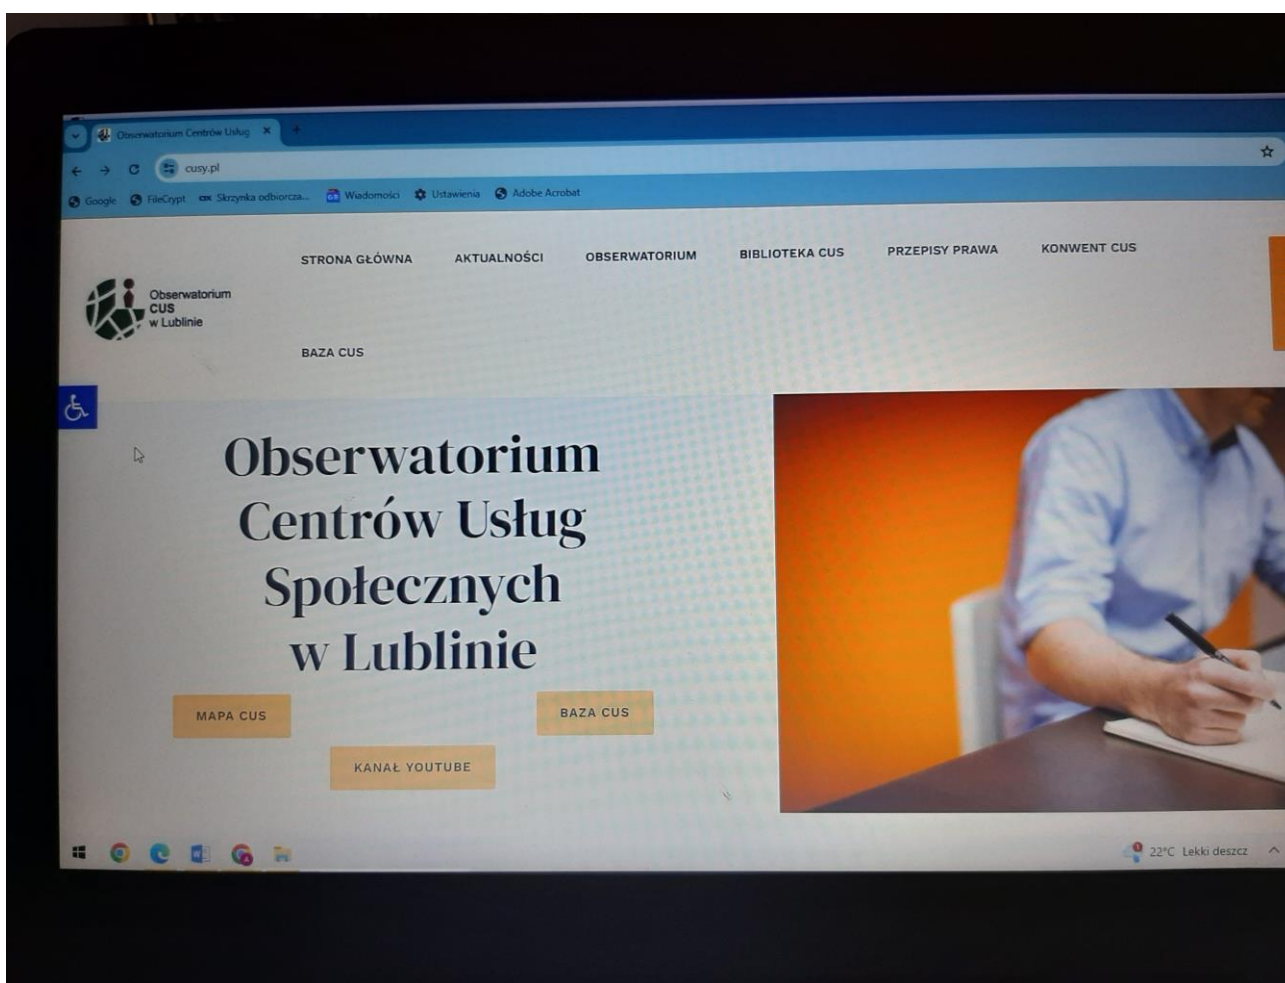 Obserwatorium Centrów Usług
cusy.pl
Google FileCrypt Skrzynka odbiorcza... Wiadomości Ustawienia Adobe Acrobat
STRONA GŁÓWNA AKTUALNOŚCI OBSERWATORIUM BIBLIOTEKA CUS PRZEPISY PRAWA KONWENT CUS
Obserwatorium
CUS
w Lublinie
BAZA CUS
Obserwatorium
Centrów Usług
Społecznych
w Lublinie
MAPA CUS BAZA CUS
KANAŁ YOUTUBE
22°C Lekki deszcz